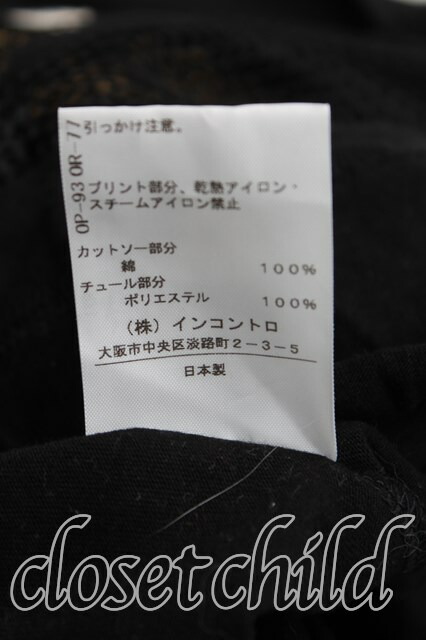 引っかけ注意。
プリント部分、乾熱アイロン・
スチームアイロン禁止
カットソー部分
綿 100%
チュール部分
ポリエステル 100%
(株) インコントロ
大阪市中央区淡路町2-3-5
日本製
OP-93OR-77
closet child